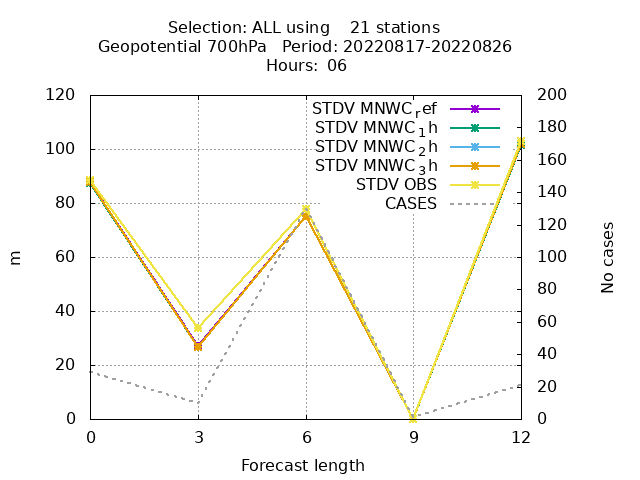 Selection: ALL using    21 stations
Geopotential 700hPa   Period: 20220817-20220826
Hours: 06
STDV MNWCref
STDV MNWC1h
STDV MNWC2h
STDV MNWC3h
STDV OBS
CASES
120
100
80
60
40
20
0
m
200
180
160
140
120
100
80
60
40
20
0
No cases
0 3 6 9 12
Forecast length